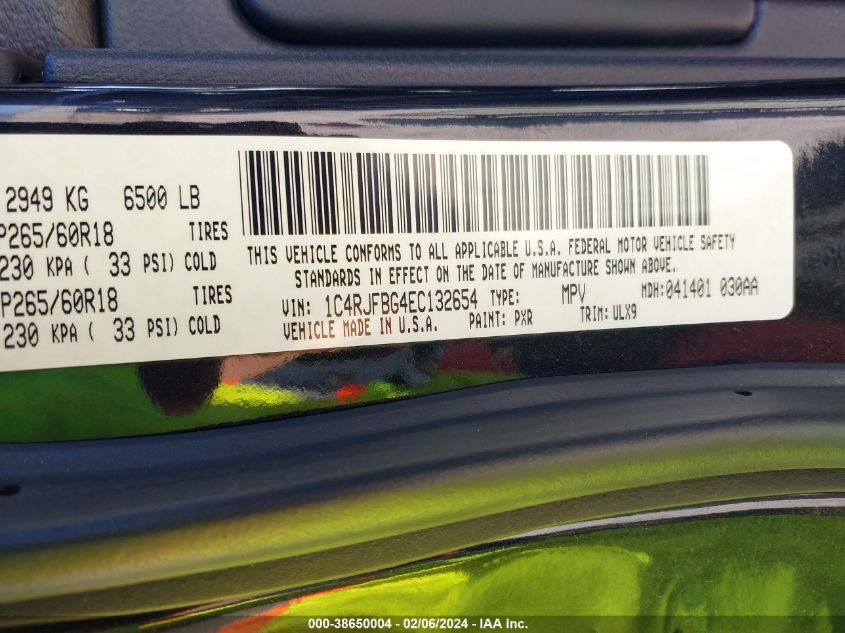 2949 KG 6500 LB
P265/60R18 TIRES
230 KPA ( 33 PSI) COLD
P265/60R18 TIRES
230 KPA ( 33 PSI) COLD
THIS VEHICLE CONFORMS TO ALL APPLICABLE U.S.A. FEDERAL MOTOR VEHICLE SAFETY
STANDARDS IN EFFECT ON THE DATE OF MANUFACTURE SHOWN ABOVE.
VIN: 1C4RJFBG4EC132654 TYPE: MPV MDH:041401 030AA
VEHICLE MADE IN U.S.A. PAINT: PXR TRIM: ULX9
000-38650004 - 02/06/2024 - IAA Inc.